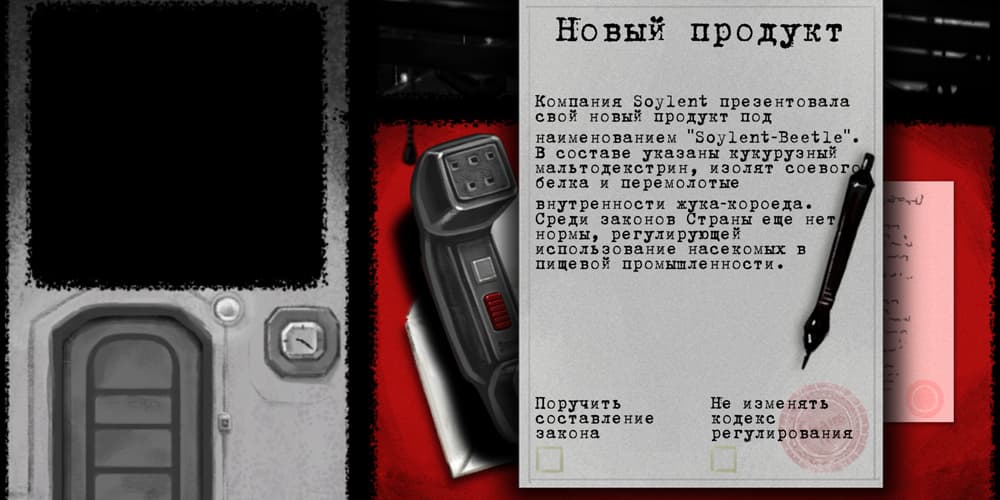 Новый продукт
Компания Soylent презентовала
свой новый продукт под
наименованием "Soylent-Beetle".
В составе указаны кукурузный
мальтодекстрин, изолят соевого
белка и перемолотые
внутренности жука-короеда.
Среди законов Страны еще нет
нормы, регулирующей
использование насекомых в
пищевой промышленности.
Поручить
составление
закона
Не изменять
кодекс
регулирования